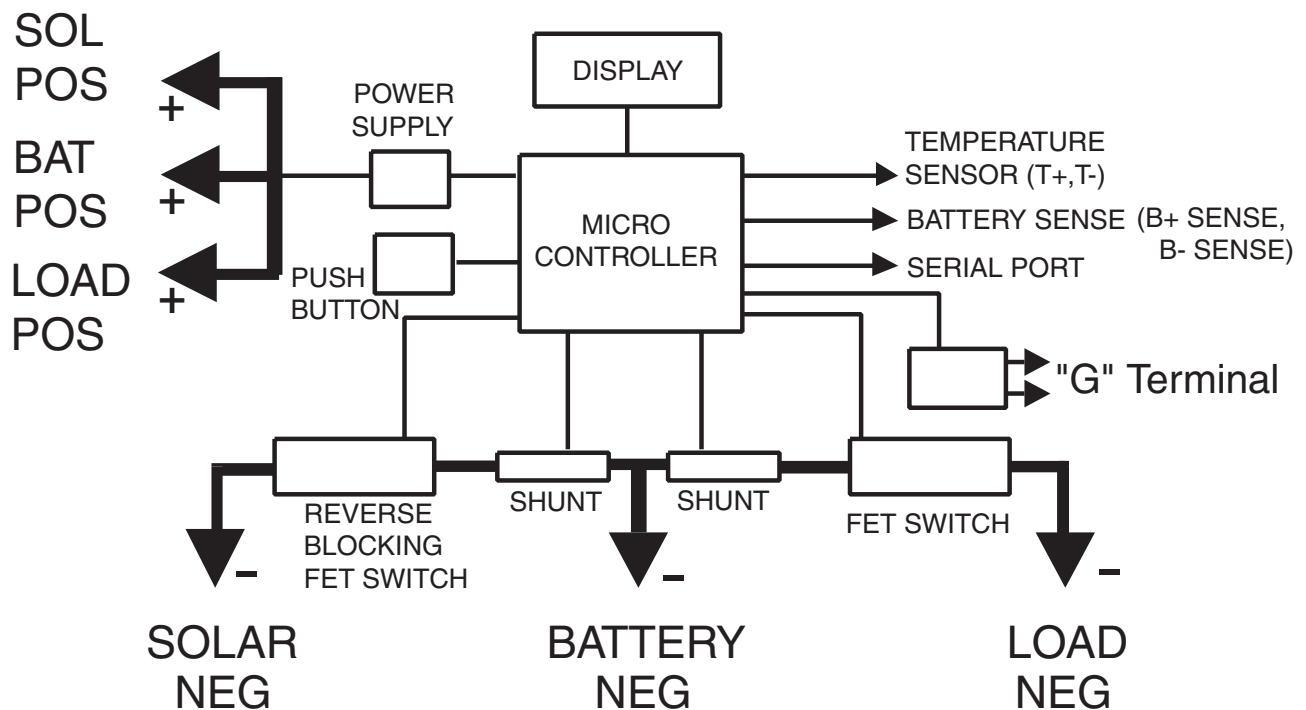 SOL
POS
+
BAT
POS
+
LOAD
POS
+
POWER
SUPPLY
PUSH
BUTTON
DISPLAY
MICRO
CONTROLLER
TEMPERATURE
SENSOR (T+,T-)
BATTERY SENSE (B+ SENSE,
B- SENSE)
SERIAL PORT
"G" Terminal
REVERSE
BLOCKING
FET SWITCH
SHUNT
SHUNT
FET SWITCH
-
-
-
SOLAR
NEG
BATTERY
NEG
LOAD
NEG